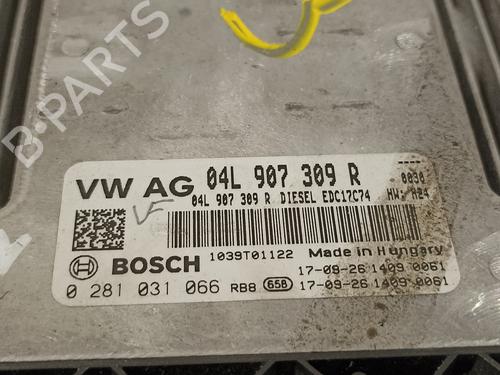 B-PARTS
VW AG 04L 907 309 R
04L 907 309 R DIESEL EDC17C74
0030
HW: H24
VF
1039T01122 Made in Hungary
BOSCH 17-09-26 1409 0061
0 281 031 066 RB8 658 17-09-26 1409 0061